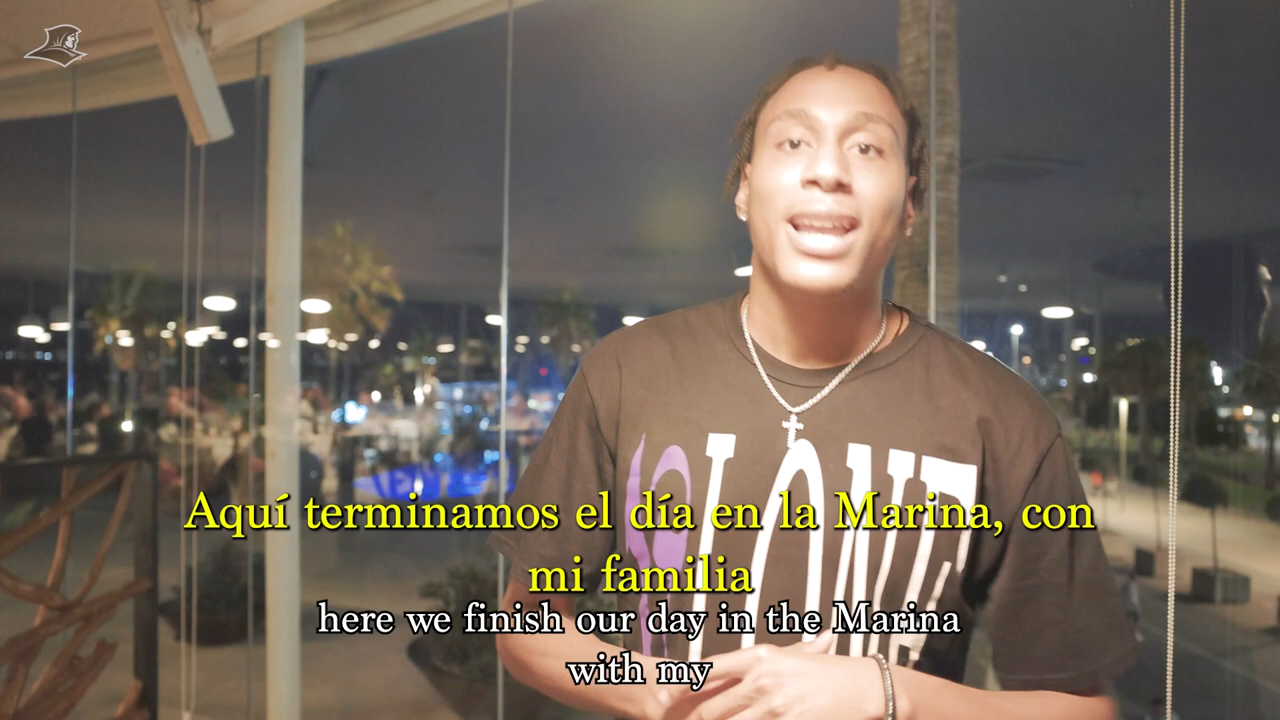 LONE
Aquí terminamos el día en la Marina, con
mi familia
here we finish our day in the Marina
with my